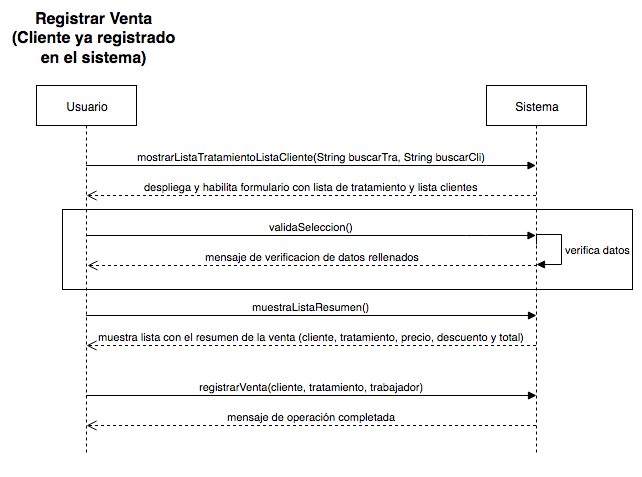 Registrar Venta
(Cliente ya registrado
en el sistema)
Usuario
Sistema
mostrarListaTratamientoListaCliente(String buscarTra, String buscarCli)
despliega y habilita formulario con lista de tratamiento y lista clientes
validaSeleccion()
verifica datos
mensaje de verificacion de datos rellenados
muestraListaResumen()
muestra lista con el resumen de la venta (cliente, tratamiento, precio, descuento y total)
registrarVenta(cliente, tratamiento, trabajador)
mensaje de operación completada